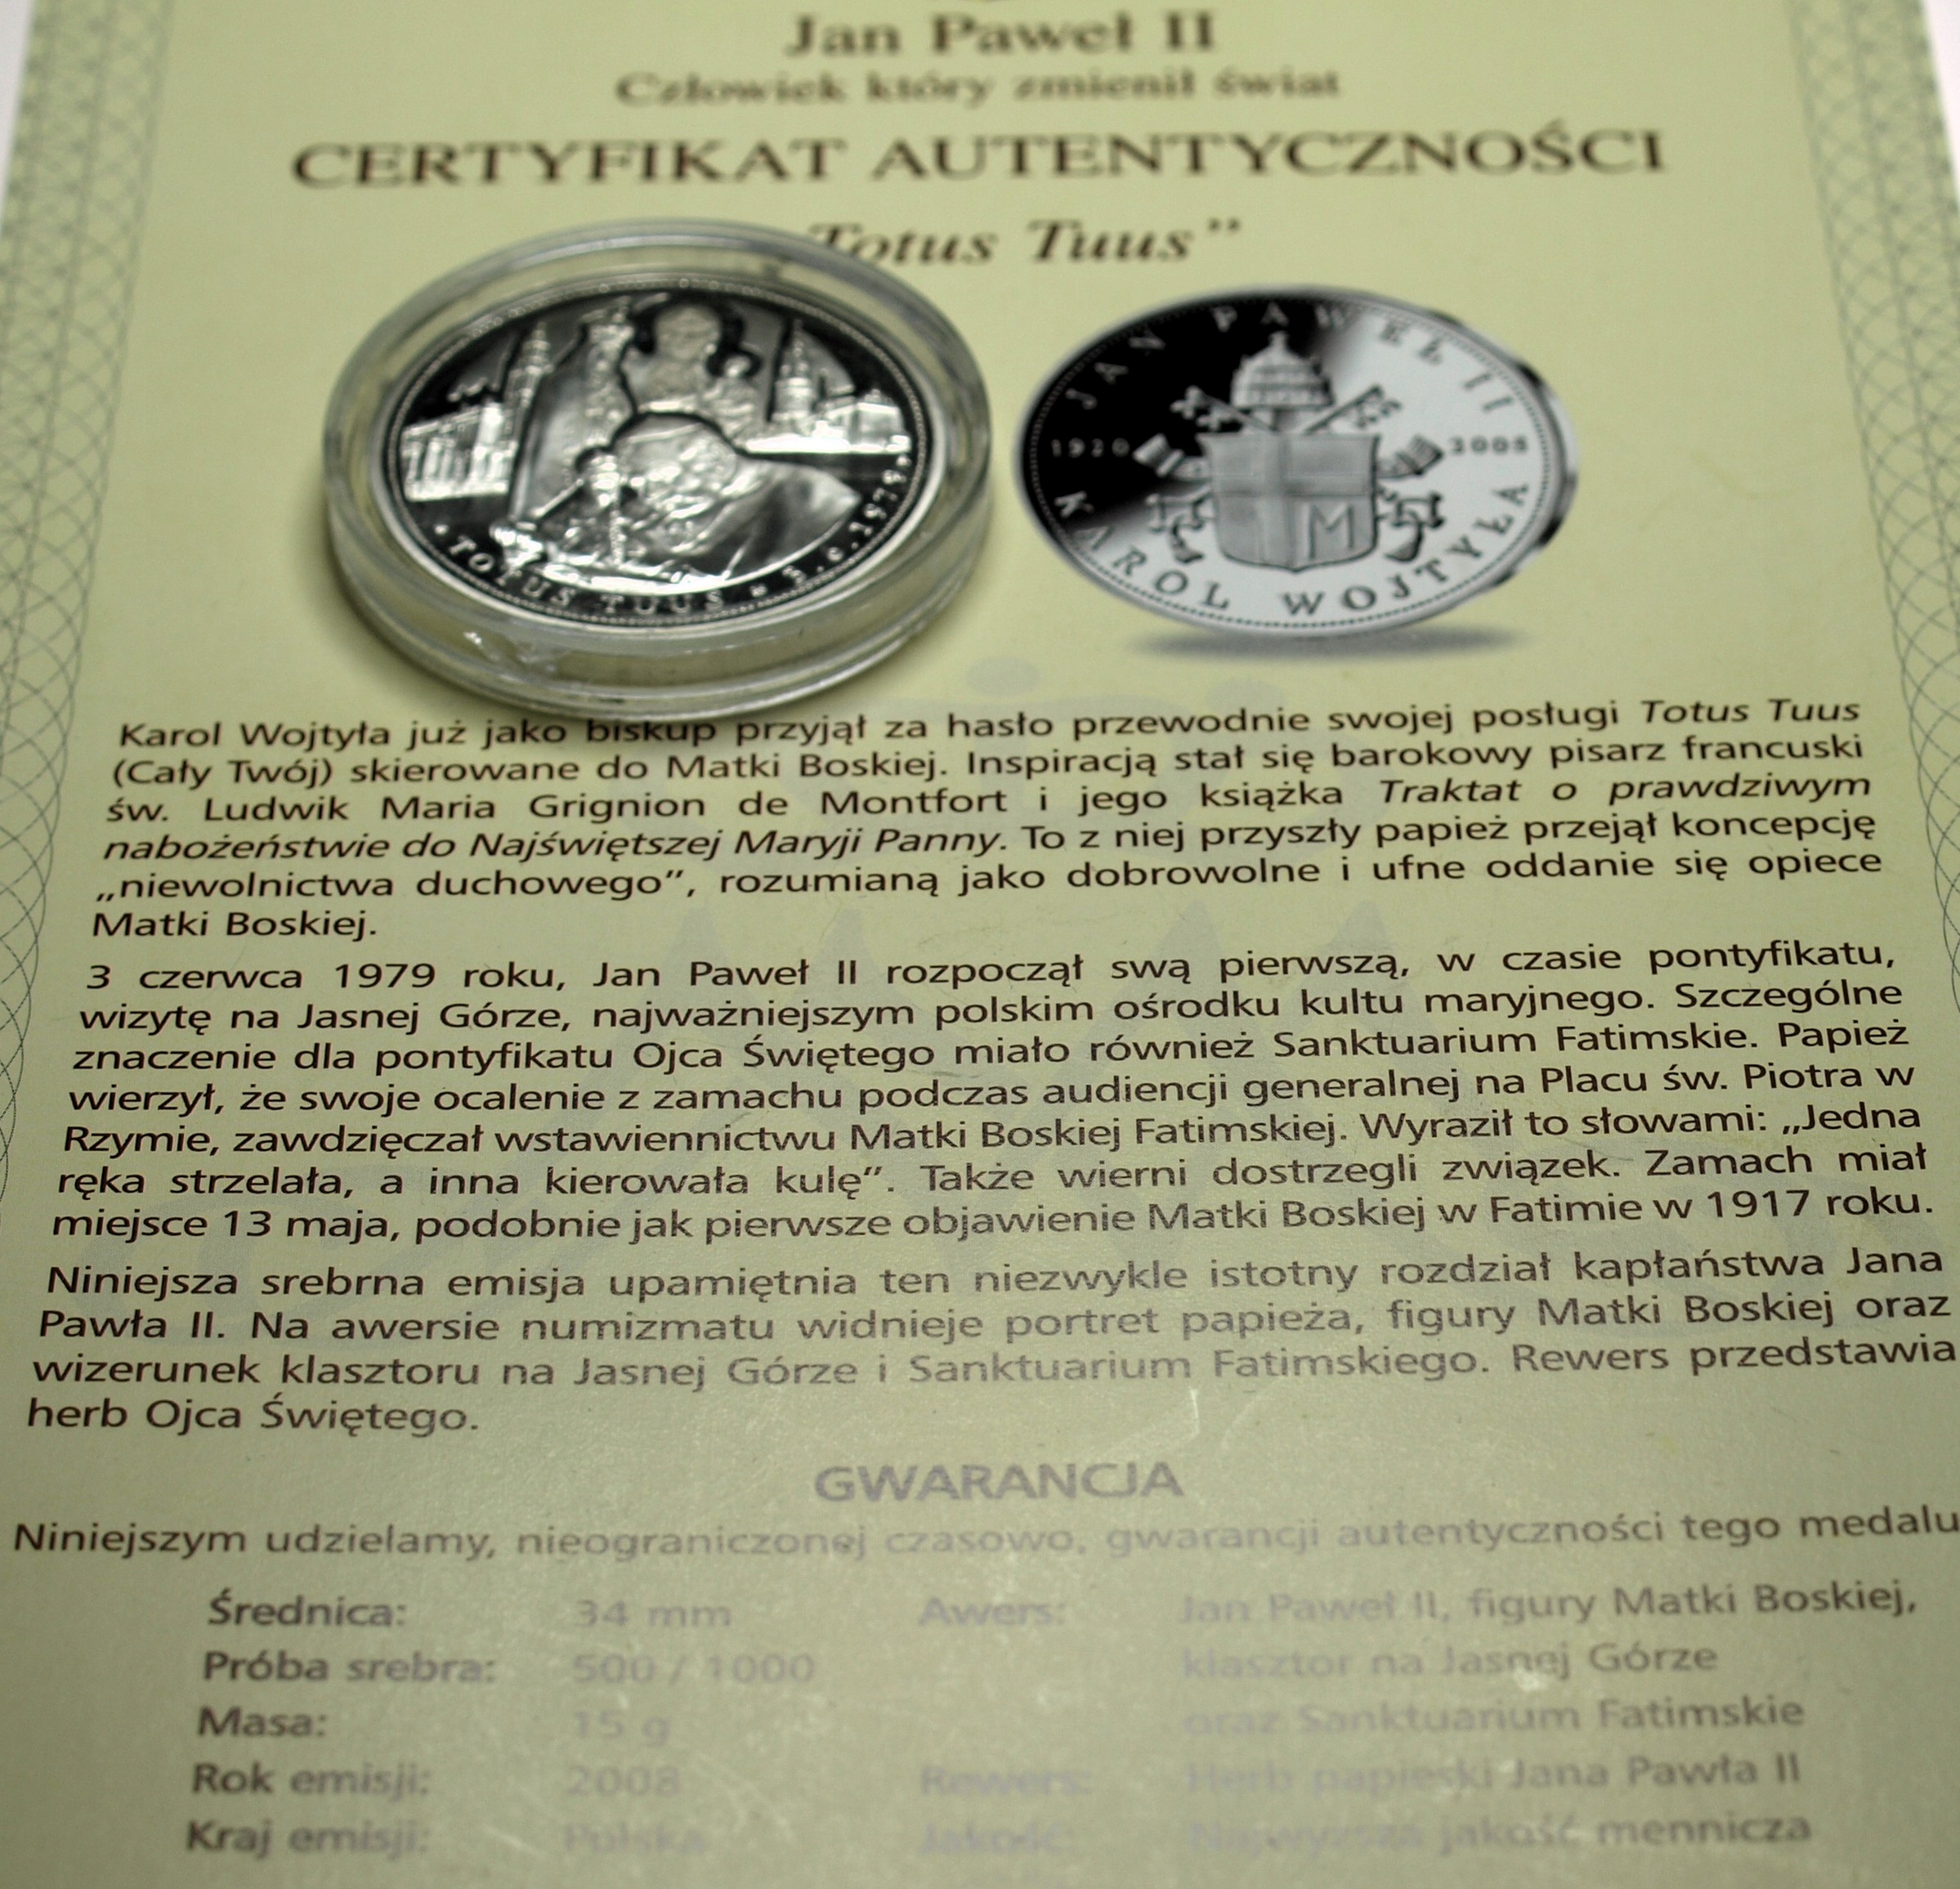 Jan Paweł II
Człowiek który zmienił świat
CERTYFIKAT AUTENTYCZNOŚCI
Totus Tuus”
TOTUS TUUS
1979
JAN PAWEŁ II
1920
2005
M
KAROL WOJTYŁA
Karol Wojtyła już jako biskup przyjął za hasło przewodnie swojej posługi Totus Tuus
(Cały Twój) skierowane do Matki Boskiej. Inspiracją stał się barokowy pisarz francuski
św. Ludwik Maria Grignion de Montfort i jego książka Traktat o prawdziwym
nabożeństwie do Najświętszej Maryji Panny. To z niej przyszły papież przejął koncepcję
„niewolnictwa duchowego”, rozumianą jako dobrowolne i ufne oddanie się opiece
Matki Boskiej.
3 czerwca 1979 roku, Jan Paweł II rozpoczął swą pierwszą, w czasie pontyfikatu,
wizytę na Jasnej Górze, najważniejszym polskim ośrodku kultu maryjnego. Szczególne
znaczenie dla pontyfikatu Ojca Świętego miało również Sanktuarium Fatimskie. Papież
wierzył, że swoje ocalenie z zamachu podczas audiencji generalnej na Placu św. Piotra w
Rzymie, zawdzięczał wstawiennictwu Matki Boskiej Fatimskiej. Wyraził to słowami: „Jedna
ręka strzelała, a inna kierowała kulę”. Także wierni dostrzegli związek. Zamach miał
miejsce 13 maja, podobnie jak pierwsze objawienie Matki Boskiej w Fatimie w 1917 roku.
Niniejsza srebrna emisja upamiętnia ten niezwykle istotny rozdział kapłaństwa Jana
Pawła II. Na awersie numizmatu widnieje portret papieża, figury Matki Boskiej oraz
wizerunek klasztoru na Jasnej Górze i Sanktuarium Fatimskiego. Rewers przedstawia
herb Ojca Świętego.
GWARANCJA
Niniejszym udzielamy, nieograniczonej czasowo, gwarancji autentyczności tego medalu
Średnica: 34 mm Awers: Jan Paweł II, figury Matki Boskiej,
Próba srebra: 500 / 1000 klasztor na Jasnej Górze
Masa: 15 g oraz Sanktuarium Fatimskie
Rok emisji: 2008 Rewers: Herb papieski Jana Pawła II
Kraj emisji: Polska Jakość: Najwyższa jakość mennicza